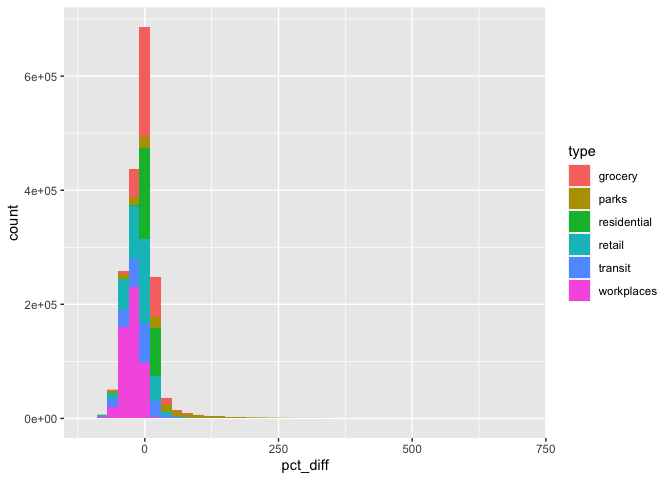 6e+05
4e+05
2e+05
0e+00
count
0
250
500
750
pct_diff
type
grocery
parks
residential
retail
transit
workplaces